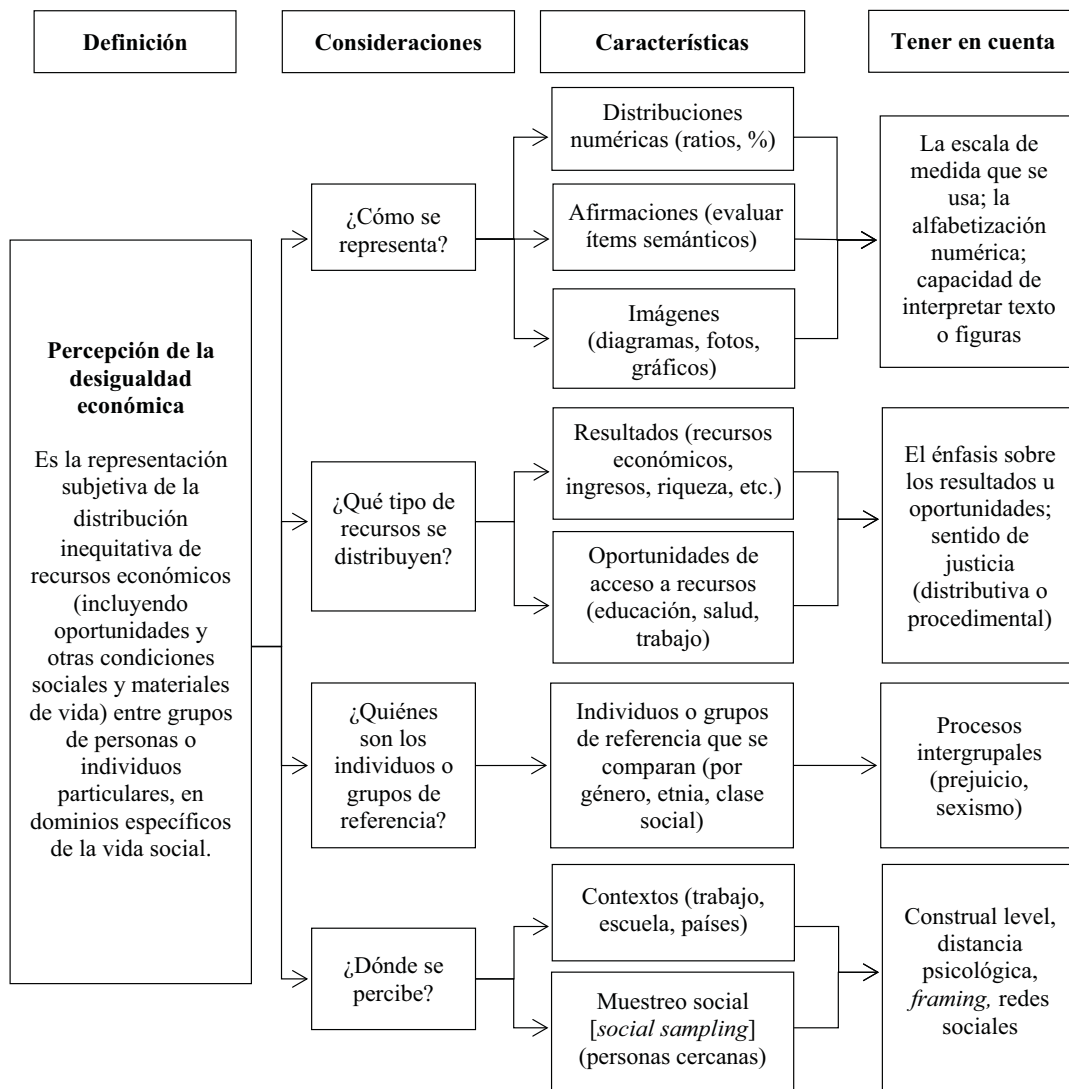 Definición
Consideraciones
Características
Tener en cuenta
Percepción de la
desigualdad
económica
Es la representación
subjetiva de la
distribución
inequitativa de
recursos económicos
(incluyendo
oportunidades y
otras condiciones
sociales y materiales
de vida) entre grupos
de personas o
individuos
particulares, en
dominios específicos
de la vida social.
¿Cómo se
representa?
Distribuciones
numéricas (ratios, %)
Afirmaciones (evaluar
ítems semánticos)
Imágenes
(diagramas, fotos,
gráficos)
La escala de
medida que se
usa; la
alfabetización
numérica;
capacidad de
interpretar texto
o figuras
¿Qué tipo de
recursos se
distribuyen?
Resultados (recursos
económicos,
ingresos, riqueza, etc.)
Oportunidades de
acceso a recursos
(educación, salud,
trabajo)
El énfasis sobre
los resultados u
oportunidades;
sentido de
justicia
(distributiva o
procedimental)
¿Quiénes
son los
individuos o
grupos de
referencia?
Individuos o grupos
de referencia que se
comparan (por
género, etnia, clase
social)
Procesos
intergrupales
(prejuicio,
sexismo)
¿Dónde se
percibe?
Contextos (trabajo,
escuela, países)
Muestreo social
[social sampling]
(personas cercanas)
Construal level,
distancia
psicológica,
framing, redes
sociales